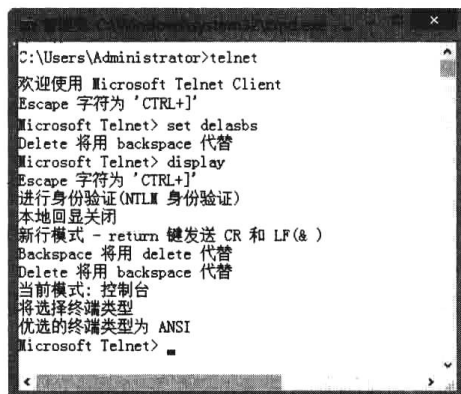 C:\Windows\system32\cmd.exe
C:\Users\Administrator>telnet
欢迎使用 Microsoft Telnet Client
Escape 字符为 'CTRL+]'
Microsoft Telnet> set delasbs
Delete 将用 backspace 代替
Microsoft Telnet> display
Escape 字符为 'CTRL+]'
进行身份验证(NTLM 身份验证)
本地回显关闭
新行模式 - return 键发送 CR 和 LF(& )
Backspace 将用 delete 代替
Delete 将用 backspace 代替
当前模式: 控制台
将选择终端类型
优选的终端类型为 ANSI
Microsoft Telnet>